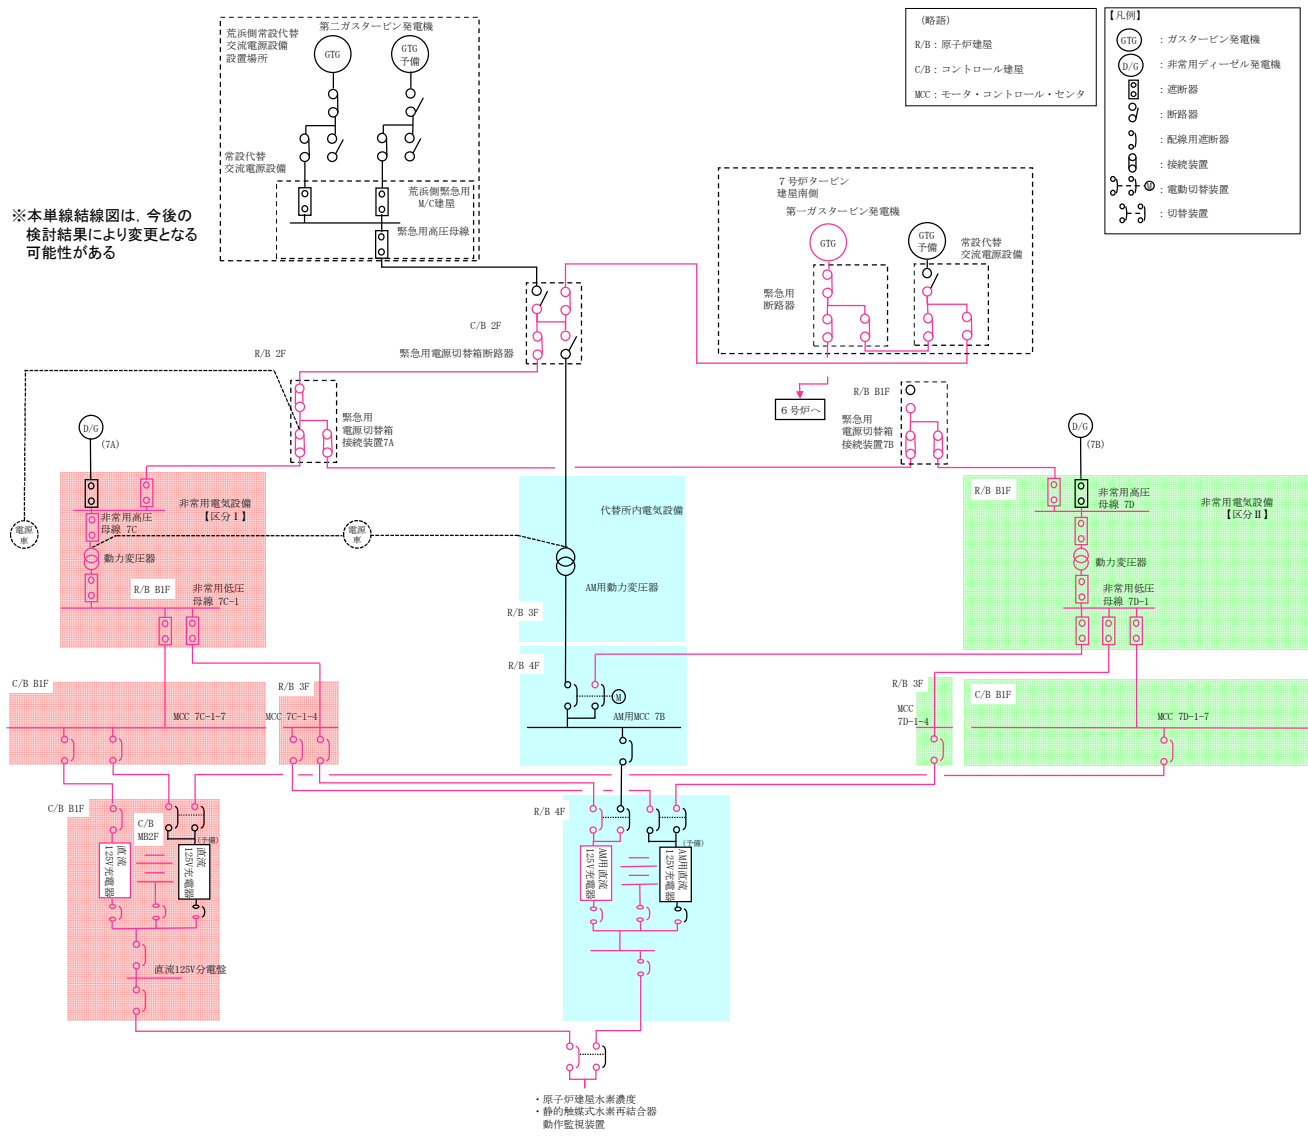 荒浜側常設代替
交流電源設備
設置場所
第二ガスタービン発電機
GTG
GTG
予備
常設代替
交流電源設備
荒浜側緊急用
M/C建屋
緊急用高圧母線
(略語)
R/B：原子炉建屋
C/B：コントロール建屋
MCC：モータ・コントロール・センタ
【凡例】
GTG
：ガスタービン発電機
D/G
：非常用ディーゼル発電機
：遮断器
：断路器
：配線用遮断器
：接続装置
M
：電動切替装置
：切替装置
※本単線結線図は，今後の
検討結果により変更となる
可能性がある
7号炉タービン
建屋南側
第一ガスタービン発電機
GTG
GTG
予備
常設代替
交流電源設備
緊急用
断路器
C/B 2F
緊急用電源切替箱断路器
R/B 2F
緊急用
電源切替箱
接続装置7A
6号炉へ
R/B B1F
緊急用
電源切替箱
接続装置7B
D/G
(7A)
D/G
(7B)
非常用電気設備
【区分Ⅰ】
非常用高圧
母線 7C
動力変圧器
R/B B1F
非常用低圧
母線 7C-1
電源
車
電源
車
代替所内電気設備
AM用動力変圧器
R/B 3F
R/B B1F
非常用高圧
母線 7D
非常用電気設備
【区分Ⅱ】
動力変圧器
非常用低圧
母線 7D-1
R/B 4F
M
AM用MCC 7B
C/B B1F
MCC 7C-1-7
R/B 3F
MCC 7C-1-4
R/B 3F
MCC
7D-1-4
C/B B1F
MCC 7D-1-7
C/B B1F
C/B
MB2F
(予備)
直流
125V充電器
直流
125V充電器
直流125V分電盤
R/B 4F
(予備)
AM用直流
125V充電器
AM用直流
125V充電器
・原子炉建屋水素濃度
・静的触媒式水素再結合器
動作監視装置